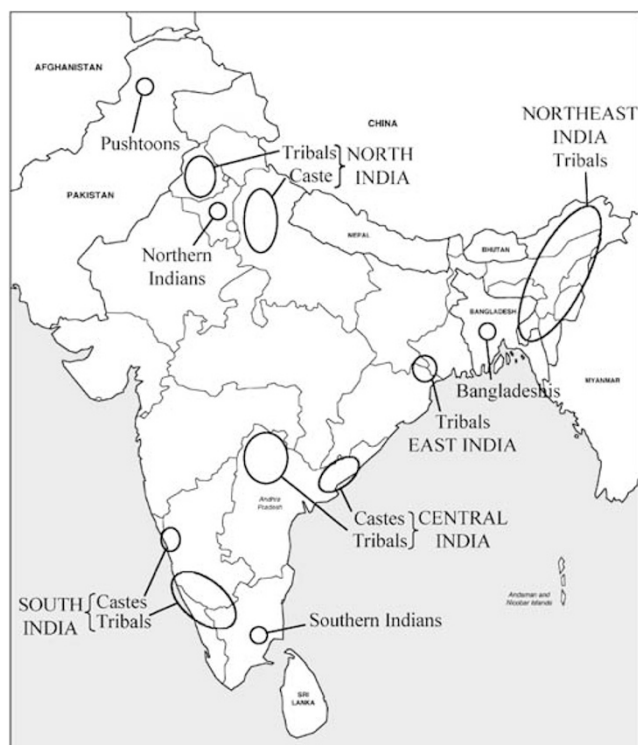 AFGHANISTAN
CHINA
NORTHEAST
INDIA
Tribals
Pushtoons
Tribals
Caste
NORTH
INDIA
PAKISTAN
Northern
Indians
NEPAL
BHUTAN
BANGLADESH
Bangladeshis
MYANMAR
Tribals
EAST INDIA
Andhra
Pradesh
Castes
Tribals
CENTRAL
INDIA
SOUTH
INDIA
Castes
Tribals
Southern Indians
Andaman and
Nicobar Islands
SRI
LANKA